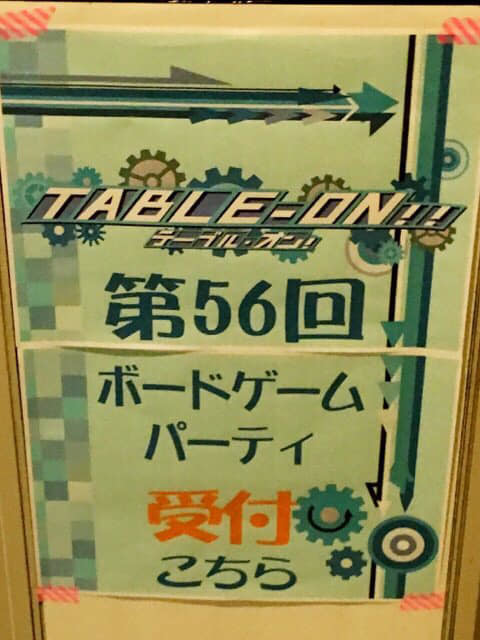 TABLE-ON!!
テーブル・オン!
第56回
ボードゲーム
パーティ
受付
こちら